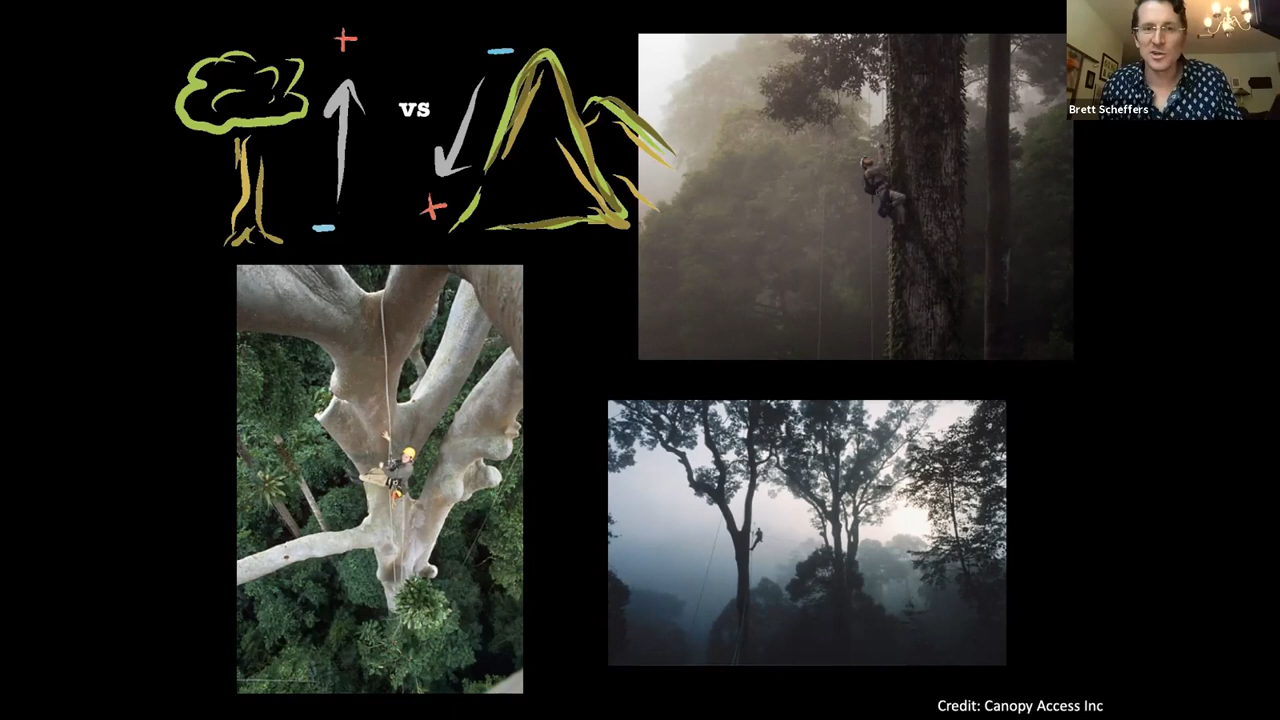 +
-
vs
-
+
Brett Scheffers
Credit: Canopy Access Inc